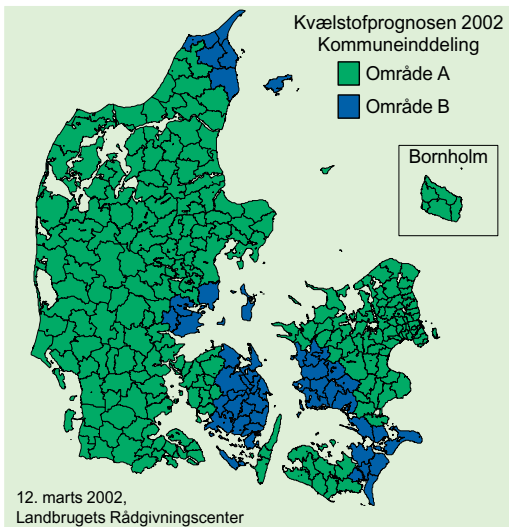 Kvælstofprognosen 2002
Kommuneinddeling
Område A
Område B
Bornholm
12. marts 2002,
Landbrugets Rådgivningscenter